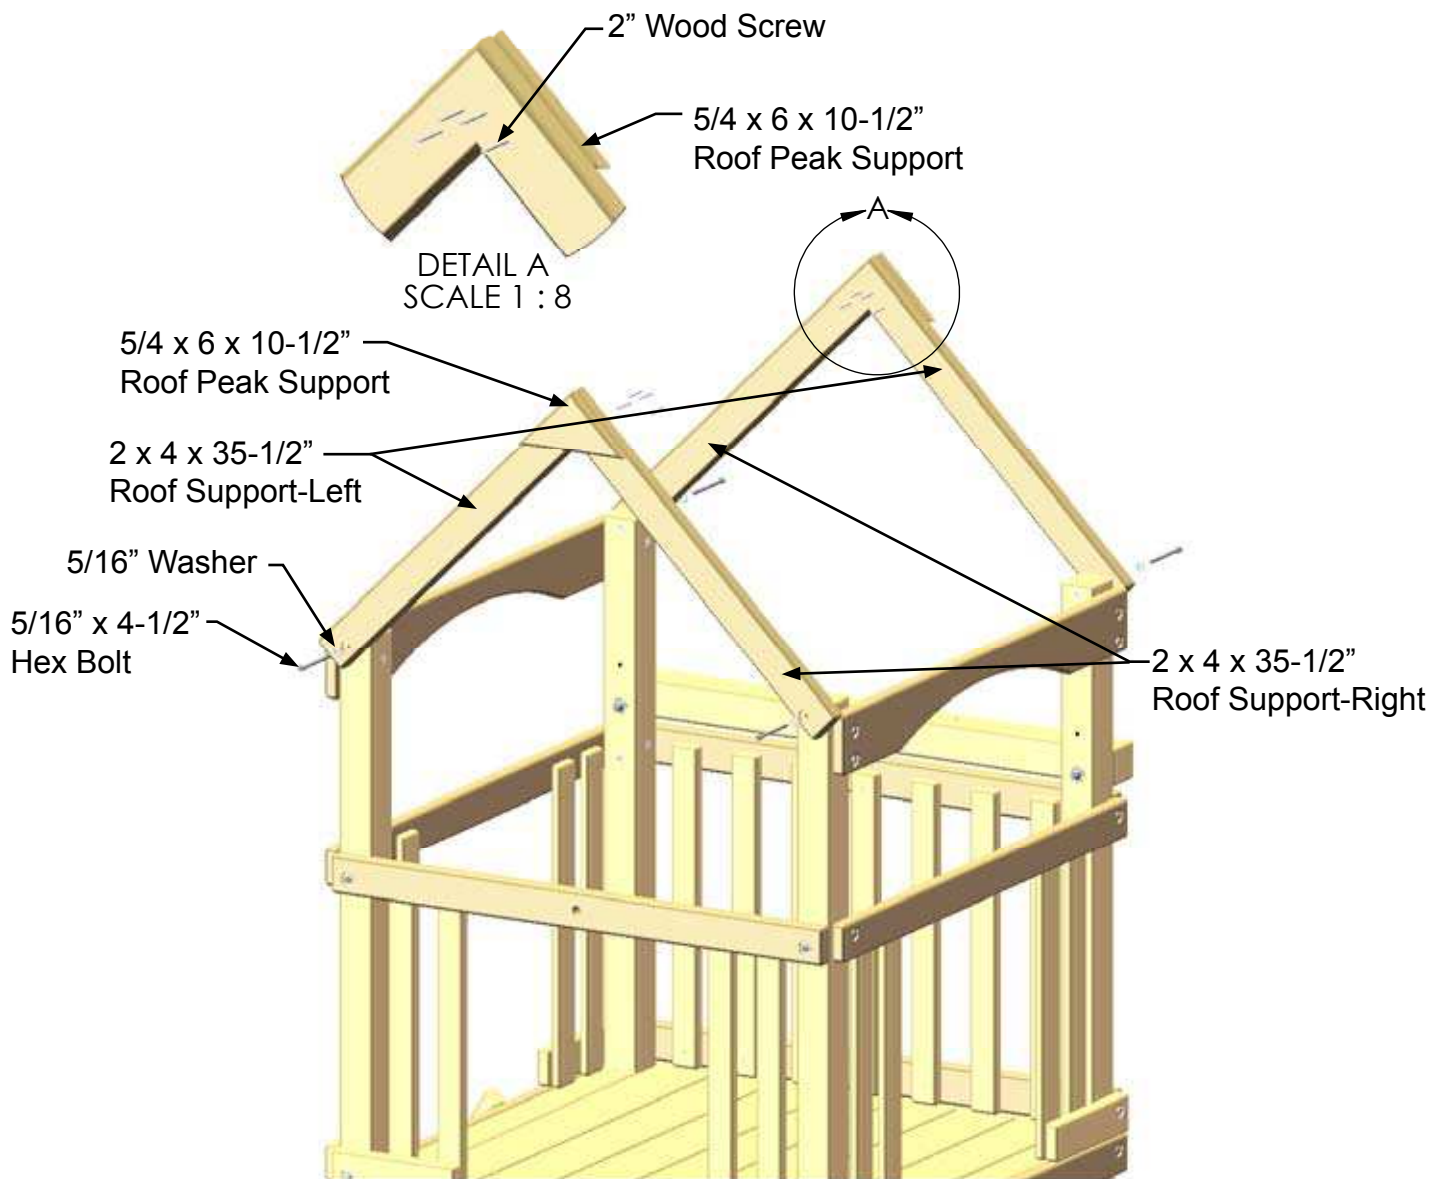 2” Wood Screw
5/4 x 6 x 10-1/2”
Roof Peak Support
A
DETAIL A
SCALE 1 : 8
5/4 x 6 x 10-1/2”
Roof Peak Support
2 x 4 x 35-1/2”
Roof Support-Left
5/16” Washer
5/16” x 4-1/2”
Hex Bolt
2 x 4 x 35-1/2”
Roof Support-Right